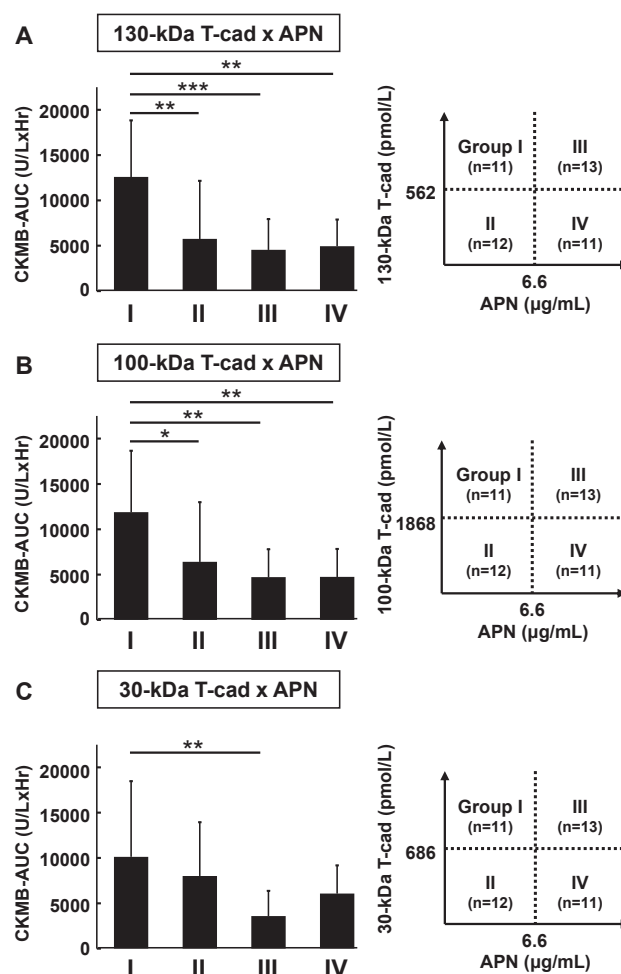 A
130-kDa T-cad x APN
CKMB-AUC (U/LxHr)
20000
15000
10000
5000
0
**
***
**
I II III IV
130-kDa T-cad (pmol/L)
562
Group I
(n=11)
III
(n=13)
II
(n=12)
IV
(n=11)
6.6
APN (μg/mL)
B
100-kDa T-cad x APN
CKMB-AUC (U/LxHr)
20000
15000
10000
5000
0
**
**
*
I II III IV
100-kDa T-cad (pmol/L)
1868
Group I
(n=11)
III
(n=13)
II
(n=12)
IV
(n=11)
6.6
APN (μg/mL)
C
30-kDa T-cad x APN
CKMB-AUC (U/LxHr)
20000
15000
10000
5000
0
**
I II III IV
30-kDa T-cad (pmol/L)
686
Group I
(n=11)
III
(n=13)
II
(n=12)
IV
(n=11)
6.6
APN (μg/mL)